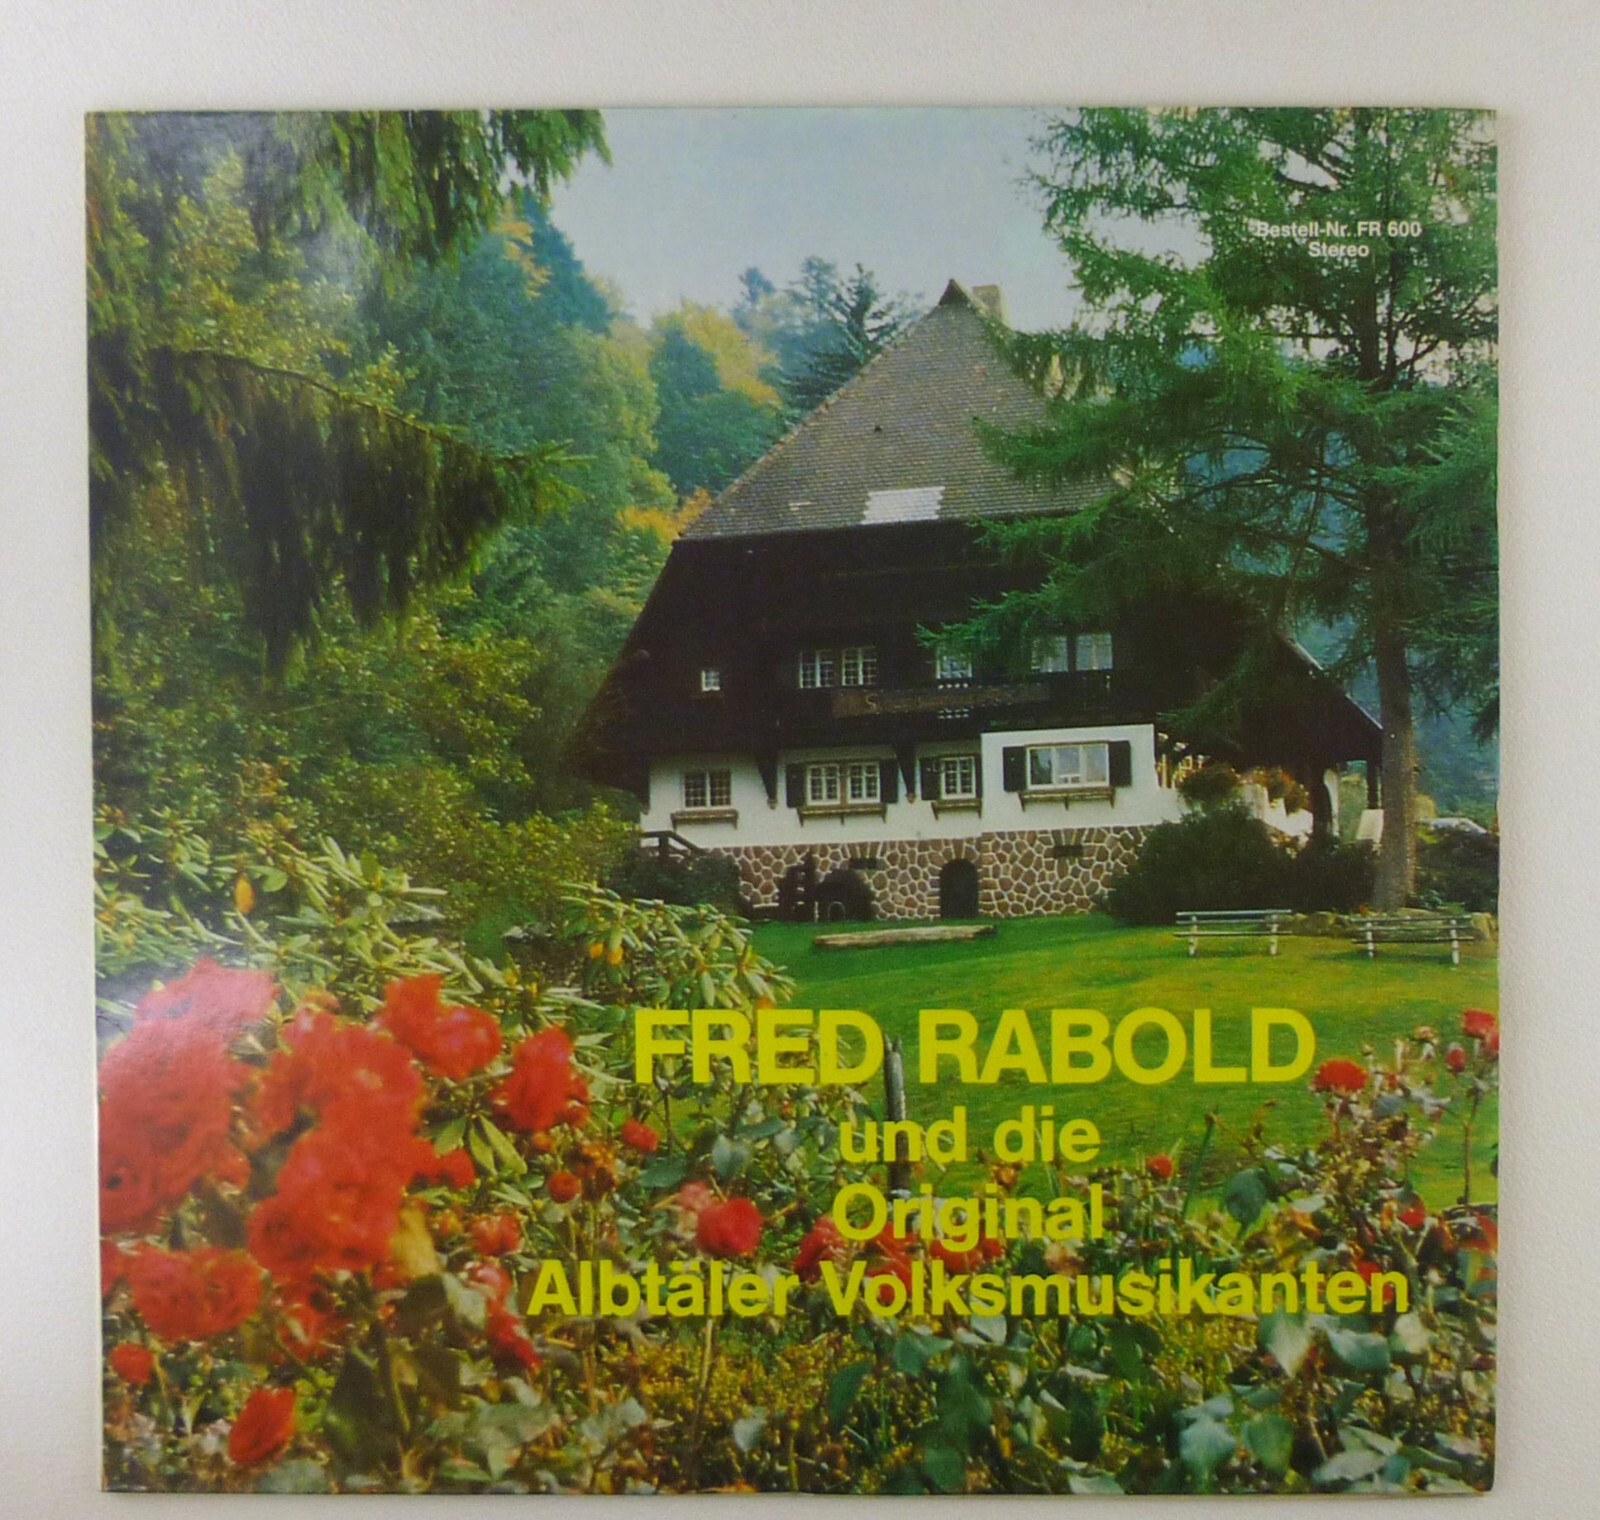 Bestell-Nr. FR 600
Stereo
FRED RABOLD
und die
Original
Albtäler Volksmusikanten